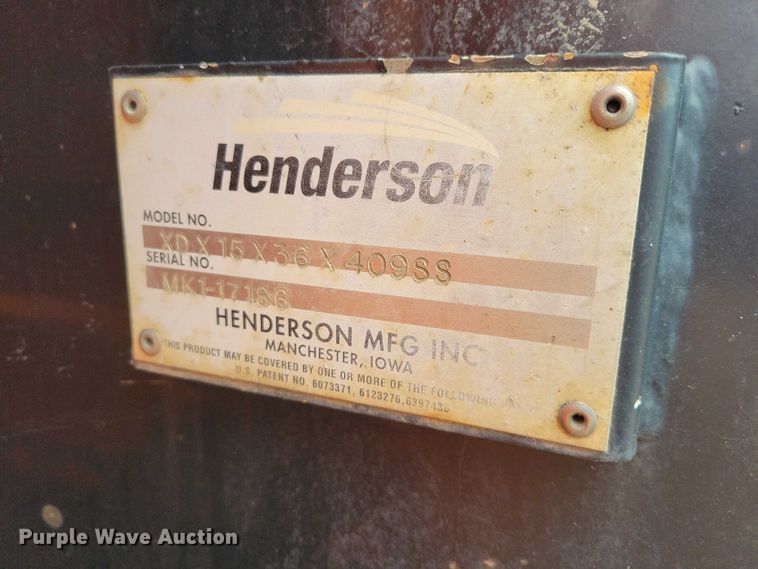 Henderson
MODEL NO.
XD X 15 X 36 X 409SS
SERIAL NO.
MK1-17186
HENDERSON MFG INC
MANCHESTER, IOWA
THIS PRODUCT MAY BE COVERED BY ONE OR MORE OF THE FOLLOWING
U.S. PATENT NO. 6073371, 6123276, 6397436
Purple Wave Auction®